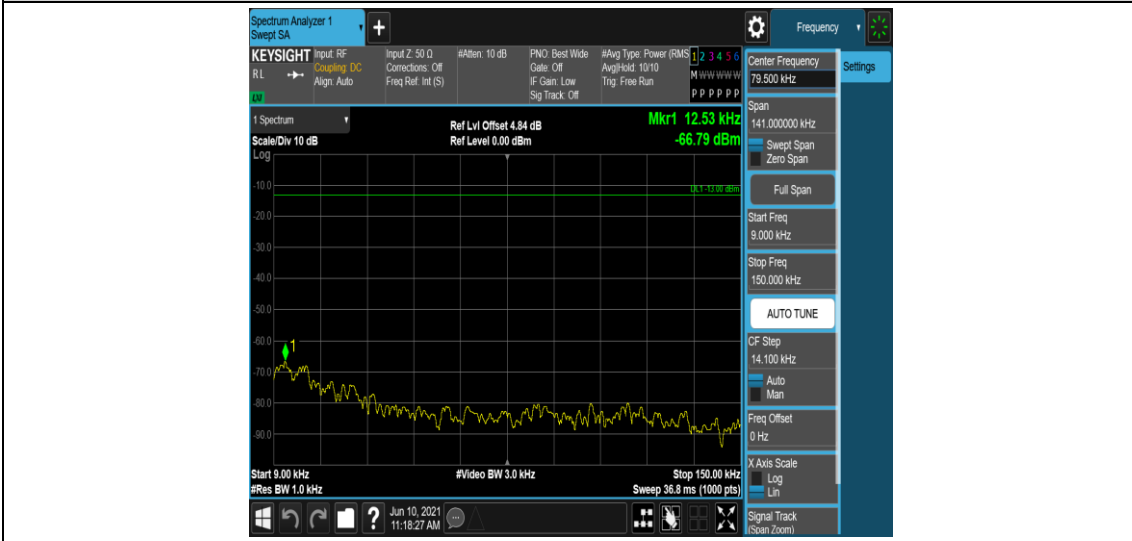 Spectrum Analyzer 1
Swept SA
+
Frequency
KEYSIGHT
RL
Input: RF
Coupling: DC
Align: Auto
Input Z: 50 Ω
Corrections: Off
Freq Ref: Int (S)
#Atten: 10 dB
PNO: Best Wide
Gate: Off
IF Gain: Low
Sig Track: Off
#Avg Type: Power (RMS
Avg|Hold: 10/10
Trig: Free Run
1 2 3 4 5 6
M W W W W W
P P P P P P
1 Spectrum
Scale/Div 10 dB
Log
Ref Lvl Offset 4.84 dB
Ref Level 0.00 dBm
Mkr1 12.53 kHz
-66.79 dBm
DL1 -13.00 dBm
-10.0
-20.0
-30.0
-40.0
-50.0
-60.0
-70.0
-80.0
-90.0
1
Start 9.00 kHz
#Res BW 1.0 kHz
#Video BW 3.0 kHz
Stop 150.00 kHz
Sweep 36.8 ms (1000 pts)
Center Frequency
79.500 kHz
Settings
Span
141.000000 kHz
Swept Span
Zero Span
Full Span
Start Freq
9.000 kHz
Stop Freq
150.000 kHz
AUTO TUNE
CF Step
14.100 kHz
Auto
Man
Freq Offset
0 Hz
X Axis Scale
Log
Lin
Signal Track
(Span Zoom)
?
Jun 10, 2021
11:18:27 AM